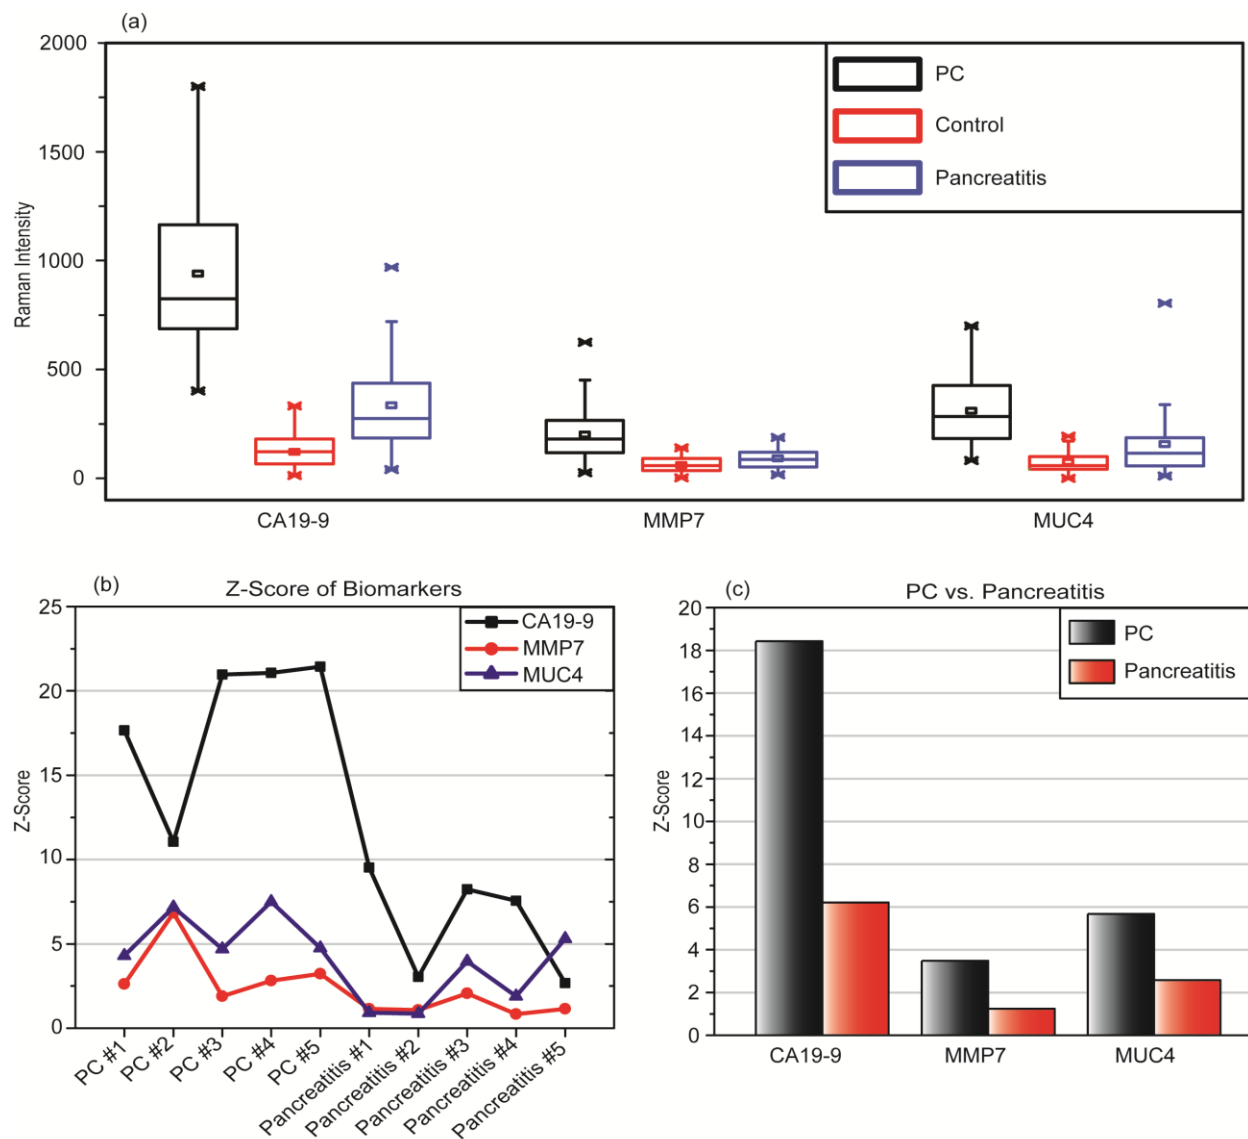 (a)
2000
1500
1000
500
0
Raman Intensity
PC
Control
Pancreatitis
CA19-9
MMP7
MUC4
(b)
Z-Score of Biomarkers
25
20
15
10
5
0
Z-Score
CA19-9
MMP7
MUC4
PC #1
PC #2
PC #3
PC #4
PC #5
Pancreatitis #1
Pancreatitis #2
Pancreatitis #3
Pancreatitis #4
Pancreatitis #5
(c)
PC vs. Pancreatitis
20
18
16
14
12
10
8
6
4
2
0
Z-Score
PC
Pancreatitis
CA19-9
MMP7
MUC4